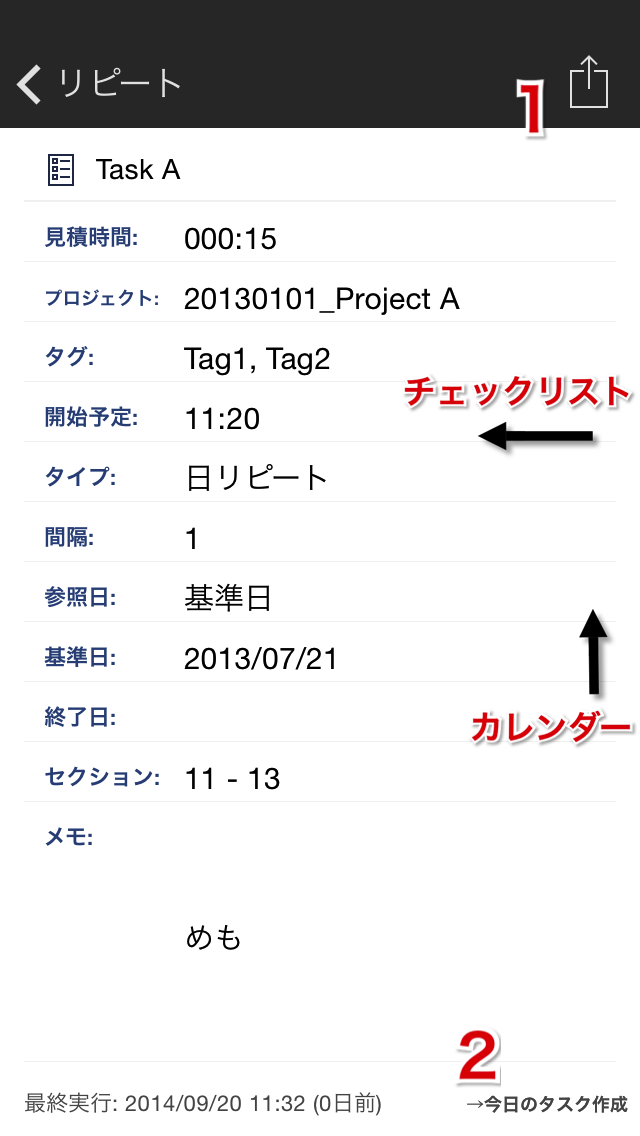 リピート
1
Task A
見積時間: 000:15
プロジェクト: 20130101_Project A
タグ: Tag1, Tag2
チェックリスト
開始予定: 11:20
タイプ: 日リピート
間隔: 1
参照日: 基準日
基準日: 2013/07/21
終了日:
カレンダー
セクション: 11 - 13
メモ:
めも
2
最終実行: 2014/09/20 11:32 (0日前) →今日のタスク作成